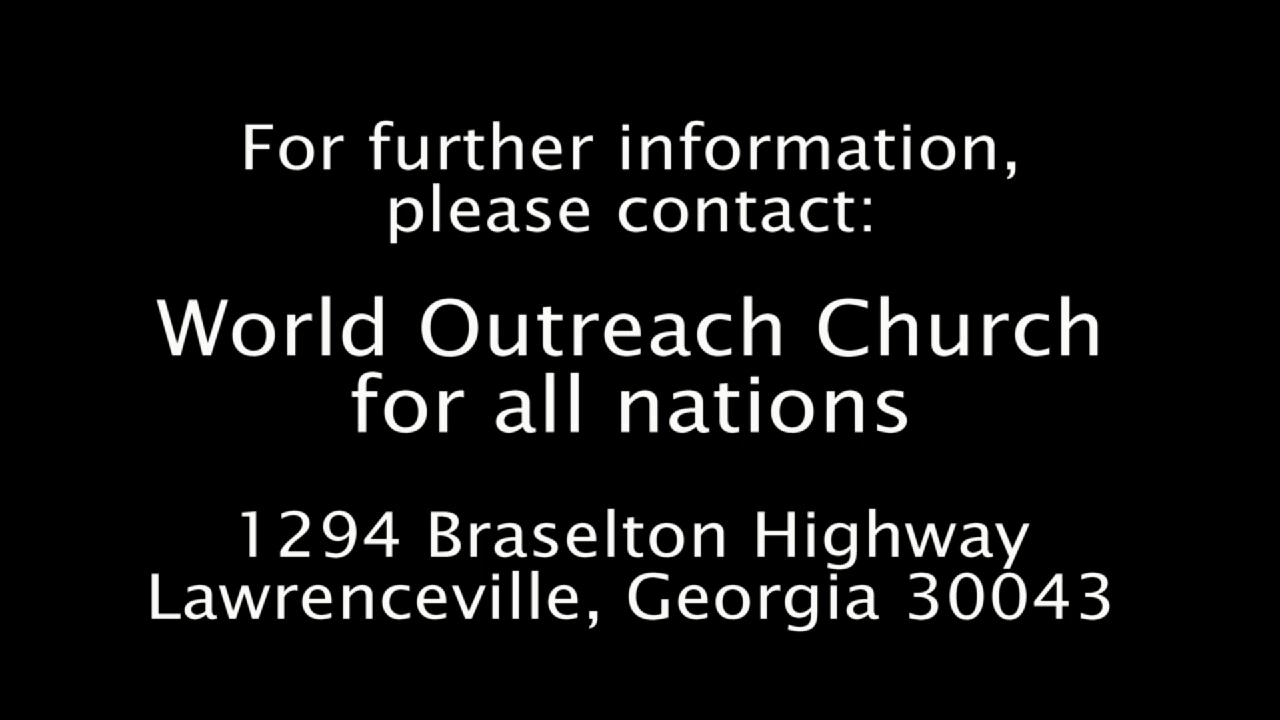 For further information,
please contact:
World Outreach Church
for all nations
1294 Braselton Highway
Lawrenceville, Georgia 30043